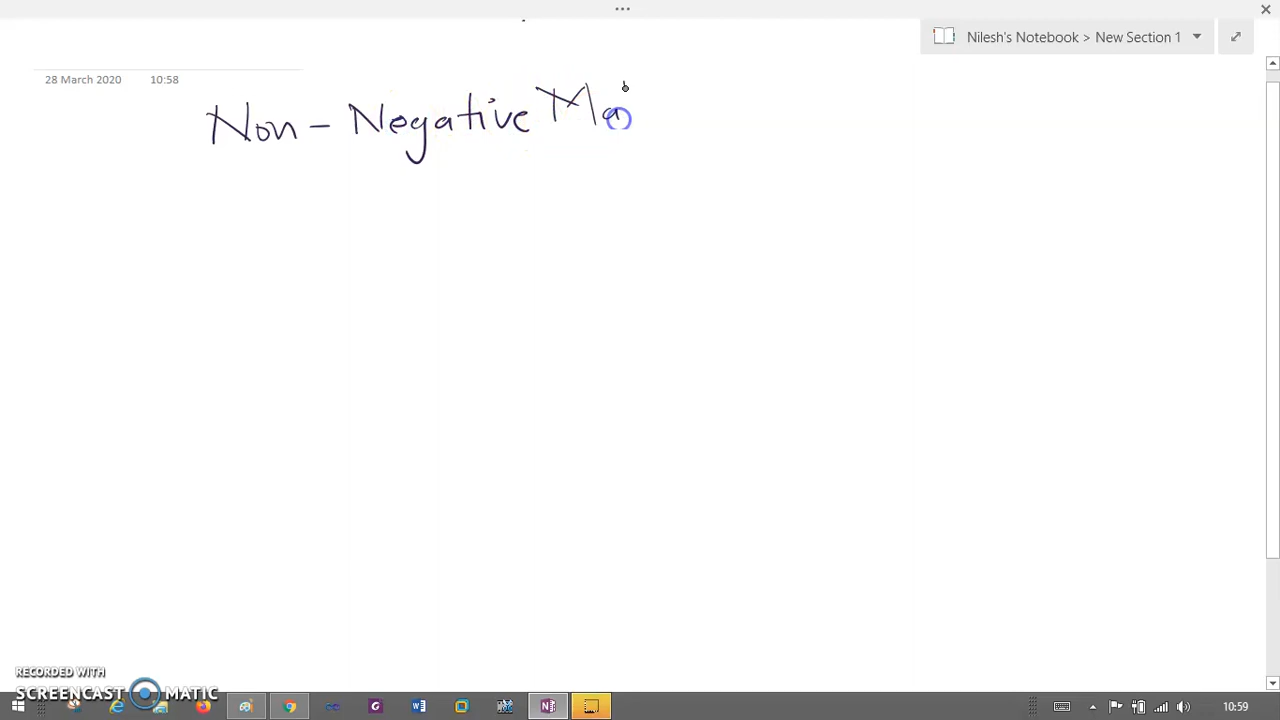 Nilesh's Notebook > New Section 1
28 March 2020 10:58
Non - Negative Ma
RECORDED WITH
SCREENCAST MATIC
10:59